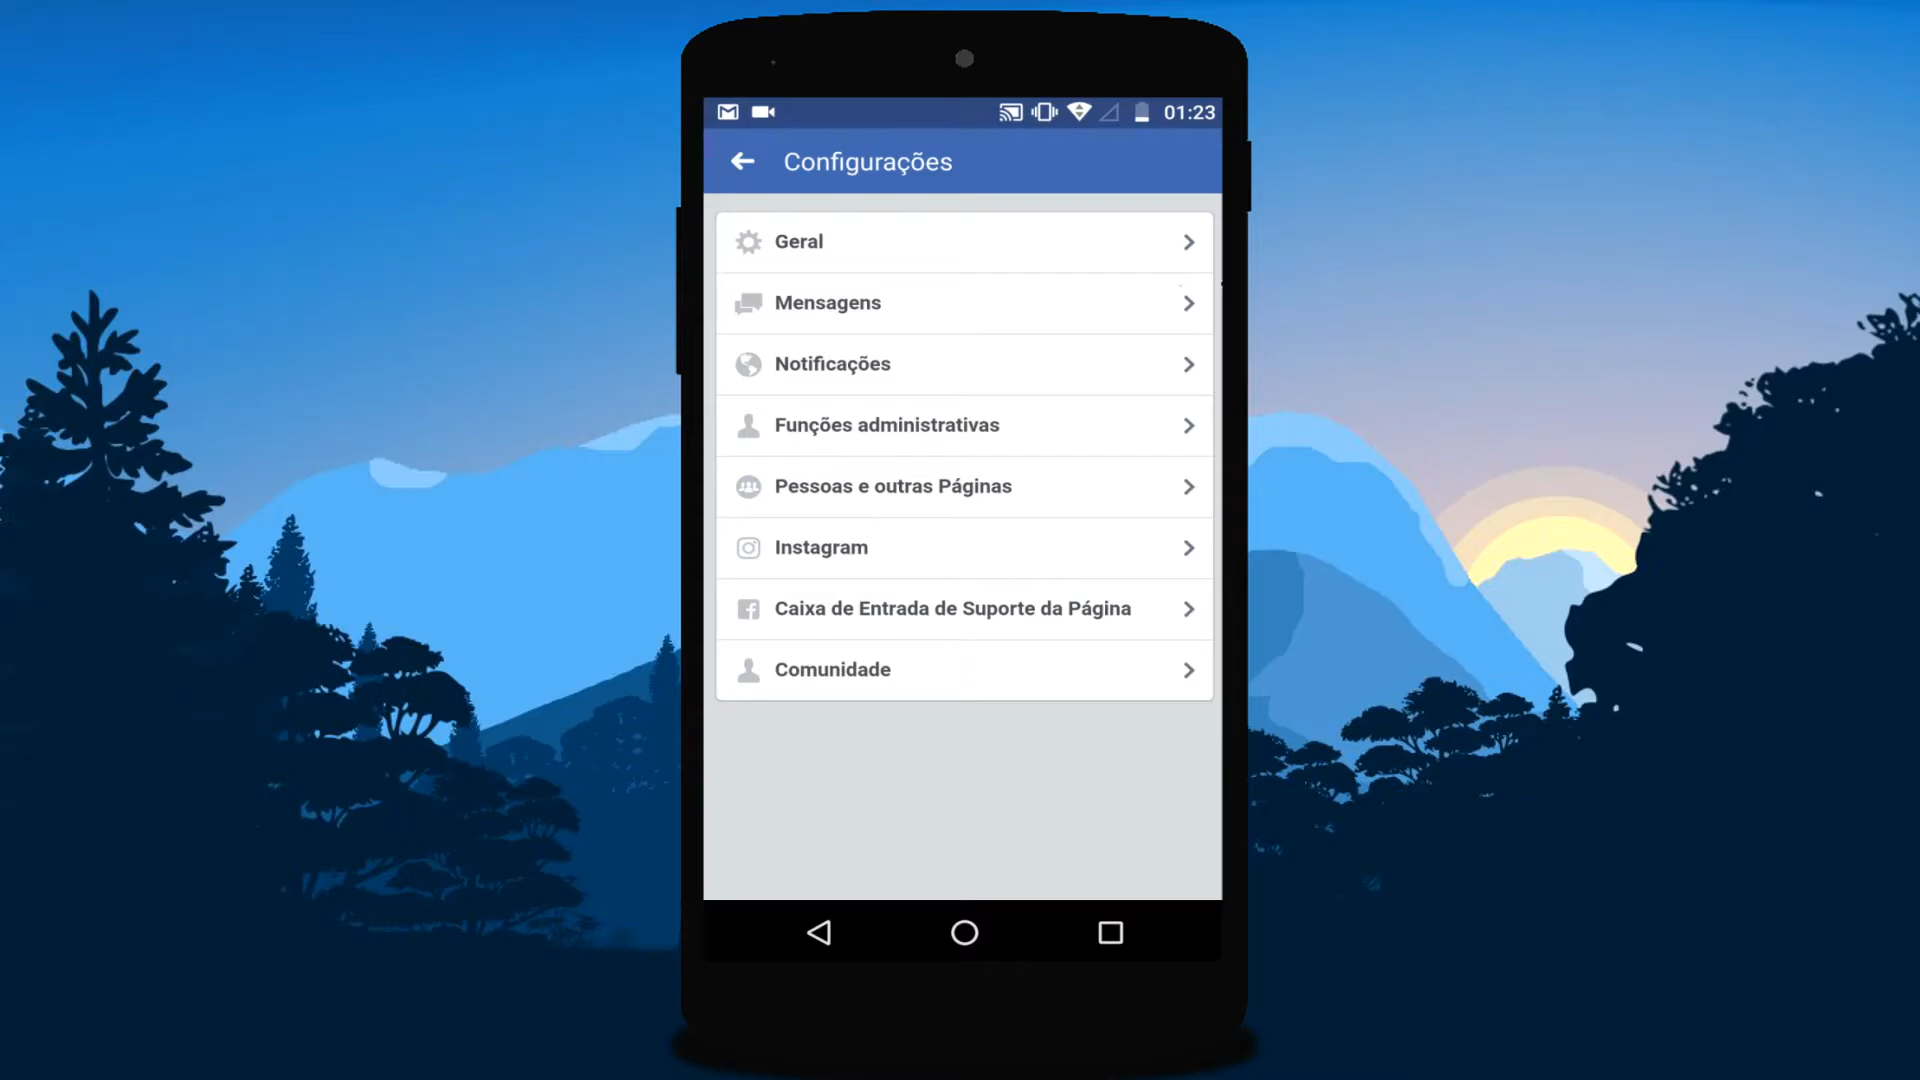 01:23
Configurações
Geral
Mensagens
Notificações
Funções administrativas
Pessoas e outras Páginas
Instagram
Caixa de Entrada de Suporte da Página
Comunidade